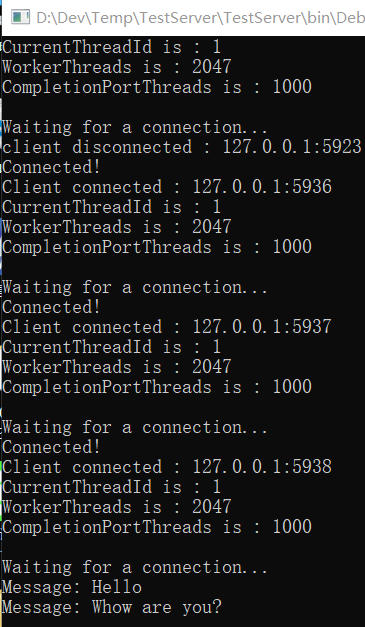 D:\Dev\Temp\TestServer\TestServer\bin\Deb
CurrentThreadId is : 1
WorkerThreads is : 2047
CompletionPortThreads is : 1000
Waiting for a connection...
client disconnected : 127.0.0.1:5923
Connected!
Client connected : 127.0.0.1:5936
CurrentThreadId is : 1
WorkerThreads is : 2047
CompletionPortThreads is : 1000
Waiting for a connection...
Connected!
Client connected : 127.0.0.1:5937
CurrentThreadId is : 1
WorkerThreads is : 2047
CompletionPortThreads is : 1000
Waiting for a connection...
Connected!
Client connected : 127.0.0.1:5938
CurrentThreadId is : 1
WorkerThreads is : 2047
CompletionPortThreads is : 1000
Waiting for a connection...
Message: Hello
Message: Whow are you?